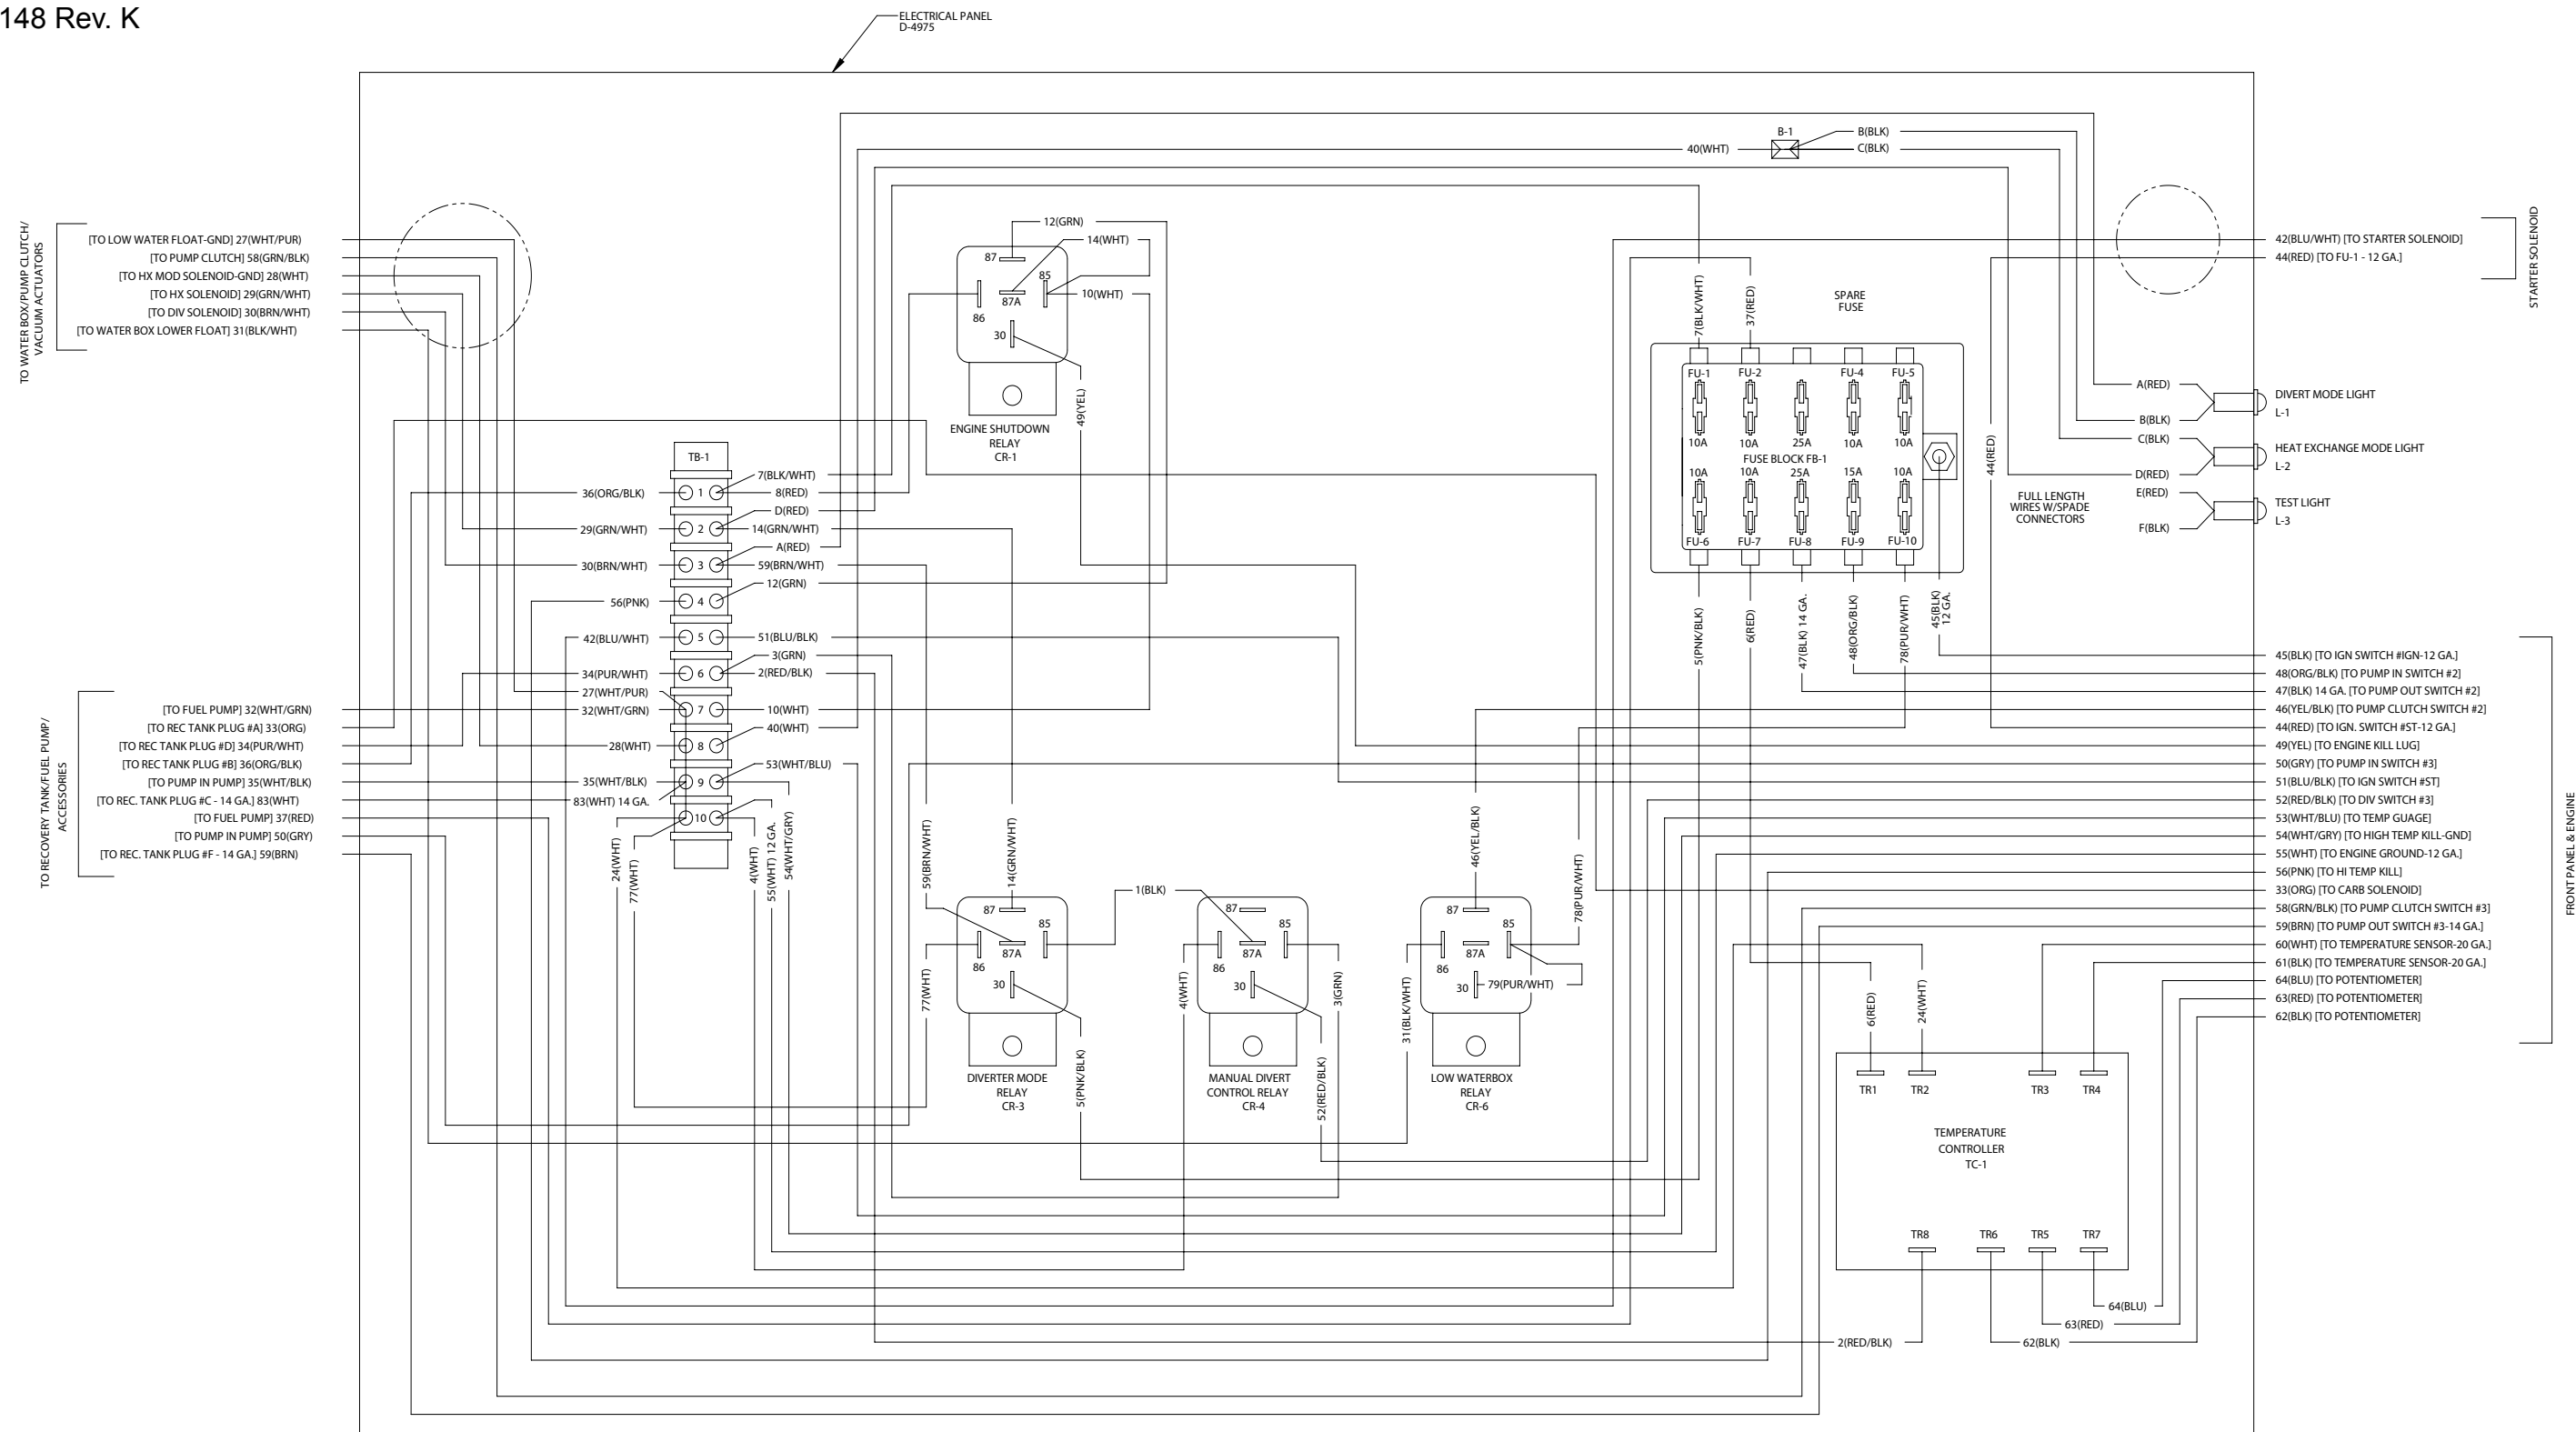 148 Rev. K
ELECTRICAL PANEL
D-4975
TO WATER BOX/PUMP CLUTCH/
VACUUM ACTUATORS
[TO LOW WATER FLOAT-GND] 27(WHT/PUR)
[TO PUMP CLUTCH] 58(GRN/BLK)
[TO HX MOD SOLENOID-GND] 28(WHT)
[TO HX SOLENOID] 29(GRN/WHT)
[TO DIV SOLENOID] 30(BRN/WHT)
[TO WATER BOX LOWER FLOAT] 31(BLK/WHT)
TO RECOVERY TANK/FUEL PUMP/
ACCESSORIES
[TO FUEL PUMP] 32(WHT/GRN)
[TO REC TANK PLUG #A] 33(ORG)
[TO REC TANK PLUG #D] 34(PUR/WHT)
[TO REC TANK PLUG #B] 36(ORG/BLK)
[TO PUMP IN PUMP] 35(WHT/BLK)
[TO REC. TANK PLUG #C - 14 GA.] 83(WHT)
[TO FUEL PUMP] 37(RED)
[TO PUMP IN PUMP] 50(GRY)
[TO REC. TANK PLUG #F - 14 GA.] 59(BRN)
TB-1
1
2
3
4
5
6
7
8
9
10
36(ORG/BLK)
29(GRN/WHT)
30(BRN/WHT)
56(PNK)
42(BLU/WHT)
34(PUR/WHT)
27(WHT/PUR)
32(WHT/GRN)
28(WHT)
35(WHT/BLK)
83(WHT) 14 GA.
24(WHT)
77(WHT)
7(BLK/WHT)
8(RED)
D(RED)
14(GRN/WHT)
A(RED)
59(BRN/WHT)
12(GRN)
51(BLU/BLK)
3(GRN)
2(RED/BLK)
10(WHT)
40(WHT)
53(WHT/BLU)
4(WHT)
55(WHT) 12 GA.
54(WHT/GRY)
12(GRN)
14(WHT)
10(WHT)
87
85
87A
86
30
49(YEL)
ENGINE SHUTDOWN
RELAY
CR-1
40(WHT)
B-1
B(BLK)
C(BLK)
7(BLK/WHT)
37(RED)
SPARE
FUSE
FU-1
FU-2
FU-4
FU-5
10A
10A
25A
10A
10A
FUSE BLOCK FB-1
10A
10A
25A
15A
10A
FU-6
FU-7
FU-8
FU-9
FU-10
5(PNK/BLK)
6(RED)
47(BLK) 14 GA.
48(ORG/BLK)
78(PUR/WHT)
45(BLK)
12 GA.
44(RED)
FULL LENGTH
WIRES W/SPADE
CONNECTORS
42(BLU/WHT) [TO STARTER SOLENOID]
44(RED) [TO FU-1 - 12 GA.]
STARTER SOLENOID
A(RED)
B(BLK)
C(BLK)
D(RED)
E(RED)
F(BLK)
DIVERT MODE LIGHT
L-1
HEAT EXCHANGE MODE LIGHT
L-2
TEST LIGHT
L-3
45(BLK) [TO IGN SWITCH #IGN-12 GA.]
48(ORG/BLK) [TO PUMP IN SWITCH #2]
47(BLK) 14 GA. [TO PUMP OUT SWITCH #2]
46(YEL/BLK) [TO PUMP CLUTCH SWITCH #2]
44(RED) [TO IGN. SWITCH #ST-12 GA.]
49(YEL) [TO ENGINE KILL LUG]
50(GRY) [TO PUMP IN SWITCH #3]
51(BLU/BLK) [TO IGN SWITCH #ST]
52(RED/BLK) [TO DIV SWITCH #3]
53(WHT/BLU) [TO TEMP GUAGE]
54(WHT/GRY) [TO HIGH TEMP KILL-GND]
55(WHT) [TO ENGINE GROUND-12 GA.]
56(PNK) [TO HI TEMP KILL]
33(ORG) [TO CARB SOLENOID]
58(GRN/BLK) [TO PUMP CLUTCH SWITCH #3]
59(BRN) [TO PUMP OUT SWITCH #3-14 GA.]
60(WHT) [TO TEMPERATURE SENSOR-20 GA.]
61(BLK) [TO TEMPERATURE SENSOR-20 GA.]
64(BLU) [TO POTENTIOMETER]
63(RED) [TO POTENTIOMETER]
62(BLK) [TO POTENTIOMETER]
FRONT PANEL & ENGINE
59(BRN/WHT)
14(GRN/WHT)
77(WHT)
87
85
87A
86
30
5(PNK/BLK)
DIVERTER MODE
RELAY
CR-3
1(BLK)
4(WHT)
87
85
87A
86
30
3(GRN)
52(RED/BLK)
MANUAL DIVERT
CONTROL RELAY
CR-4
46(YEL/BLK)
78(PUR/WHT)
31(BLK/WHT)
87
85
87A
86
30
79(PUR/WHT)
LOW WATERBOX
RELAY
CR-6
6(RED)
24(WHT)
TR1
TR2
TR3
TR4
TEMPERATURE
CONTROLLER
TC-1
TR8
TR6
TR5
TR7
64(BLU)
63(RED)
62(BLK)
2(RED/BLK)